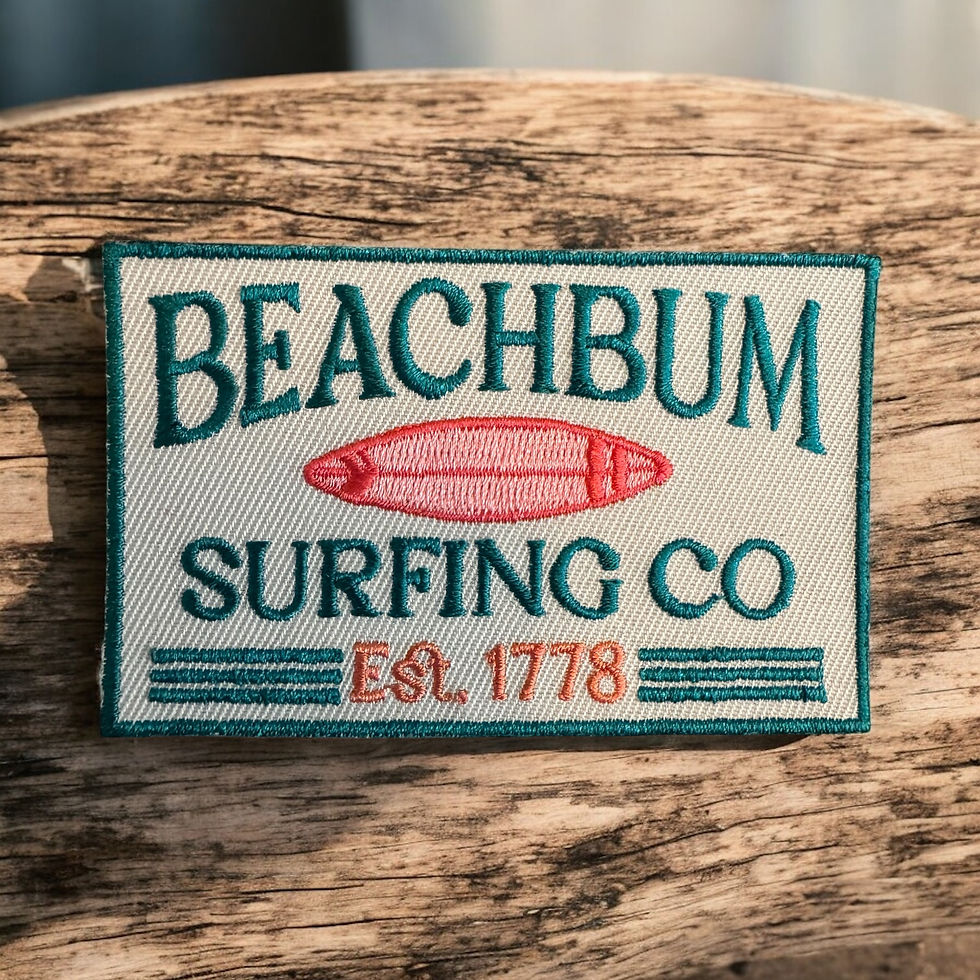 BEACHBUM
SURFING CO
Est. 1778